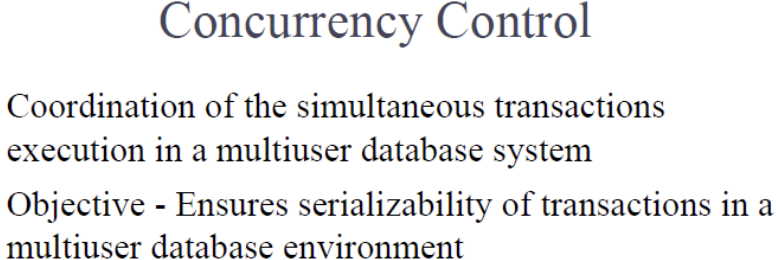 Concurrency Control
Coordination of the simultaneous transactions
execution in a multiuser database system
Objective - Ensures serializability of transactions in a
multiuser database environment